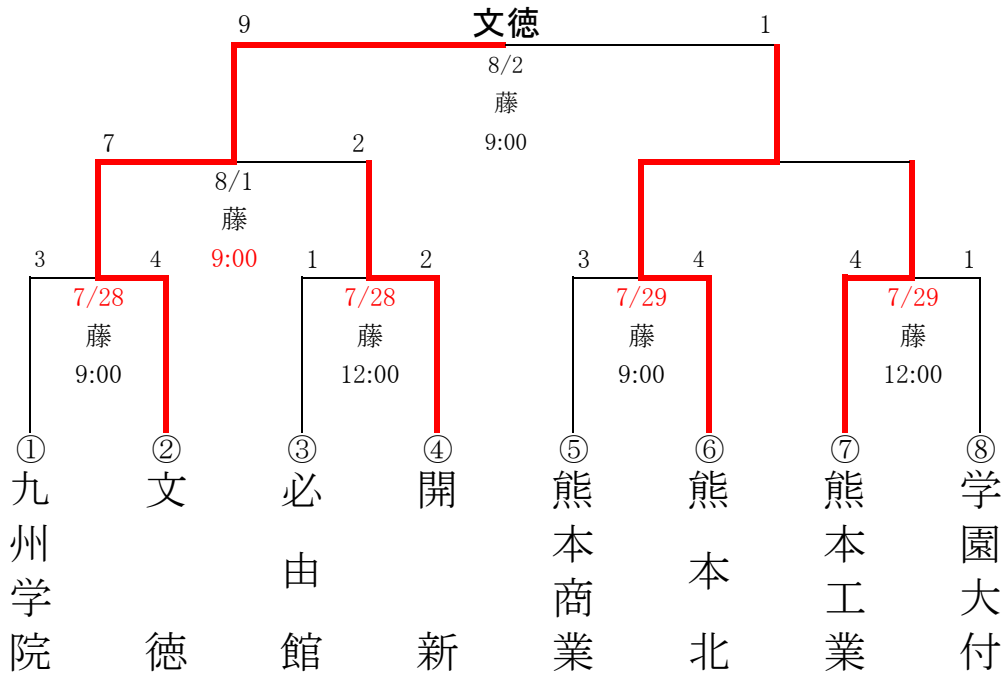 文徳
9
1
8/2
藤
9:00
7
2
8/1
藤
9:00
3
4
1
2
3
4
4
1
7/28
藤
9:00
7/28
藤
12:00
7/29
藤
9:00
7/29
藤
12:00
①
九州学院
②
文徳
③
必由館
④
開新
⑤
熊本商業
⑥
熊本北
⑦
熊本工業
⑧
学園大付